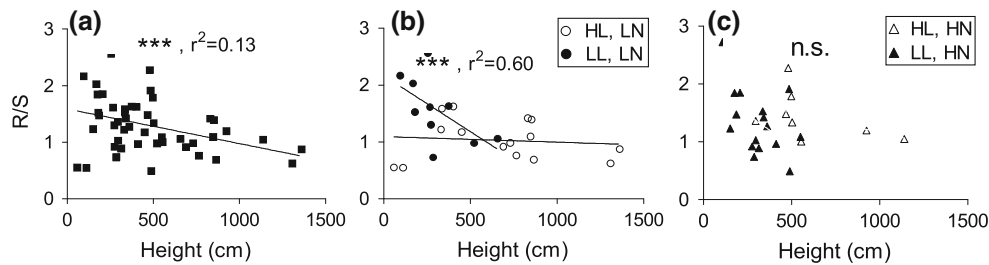 (a)
*** , r²=0.13
R/S
3
2
1
0
0 500 1000 1500
Height (cm)
(b)
HL, LN
LL, LN
*** , r²=0.60
3
2
1
0
0 500 1000 1500
Height (cm)
(c)
HL, HN
LL, HN
n.s.
3
2
1
0
0 500 1000 1500
Height (cm)